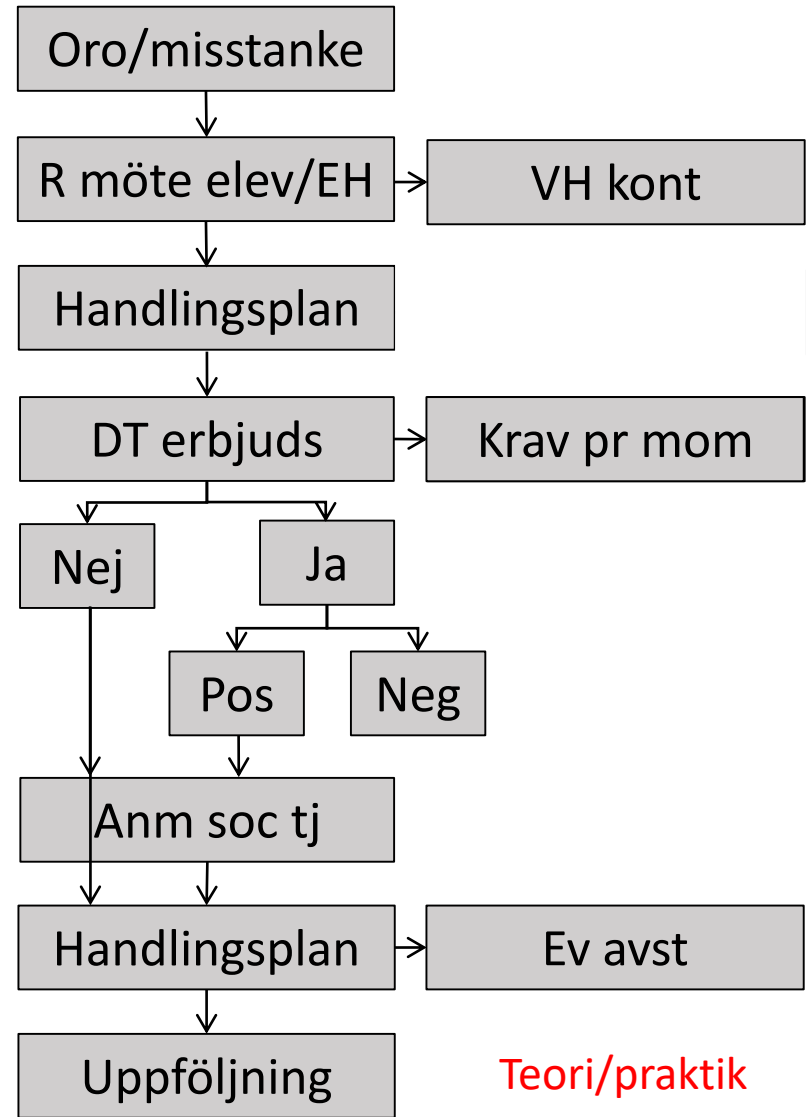 Oro/misstanke
R möte elev/EH
VH kont
Handlingsplan
DT erbjuds
Krav pr mom
Nej
Ja
Pos
Neg
Anm soc tj
Handlingsplan
Ev avst
Uppföljning
Teori/praktik